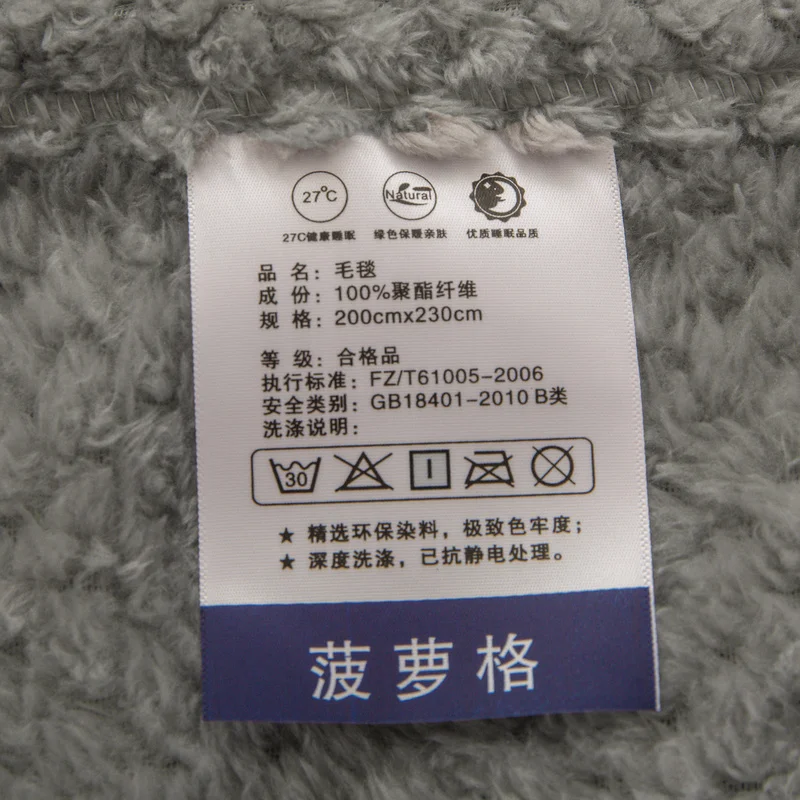 27℃
Natural
27C健康睡眠 绿色保暖亲肤 优质睡眠品质
品 名：毛毯
成 份：100%聚酯纤维
规 格：200cmx230cm
等 级：合格品
执行标准：FZ/T61005-2006
安全类别：GB18401-2010 B类
洗涤说明：
30
★ 精选环保染料，极致色牢度；
★ 深度洗涤，已抗静电处理。
菠萝格